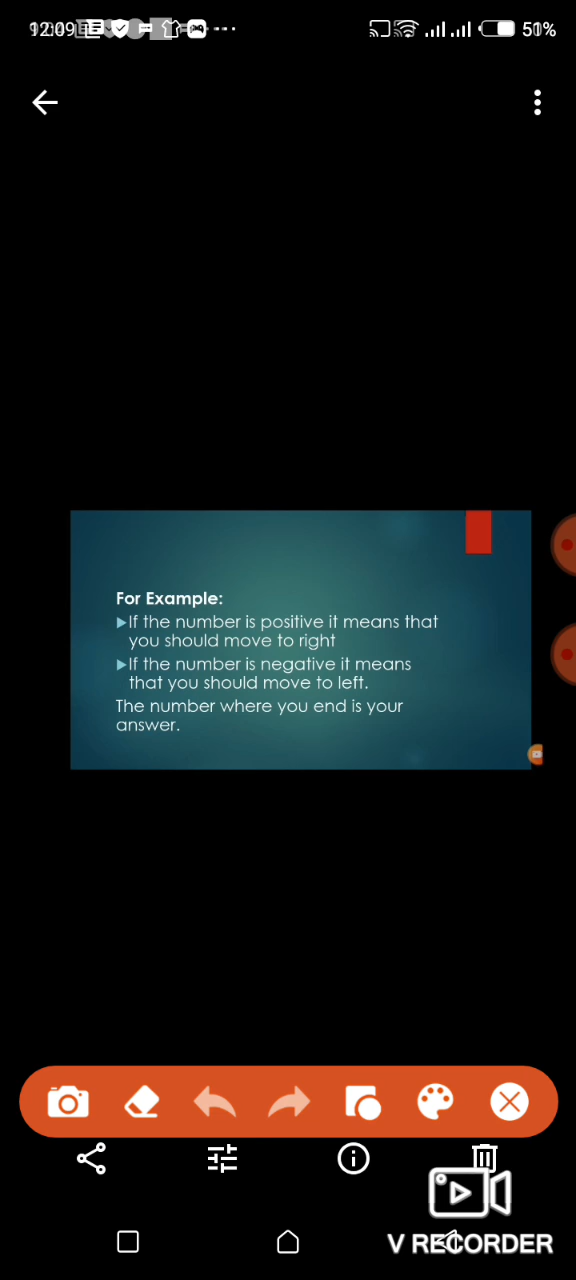 51%
For Example:
▶If the number is positive it means that
you should move to right
▶If the number is negative it means
that you should move to left.
The number where you end is your
answer.
V RECORDER